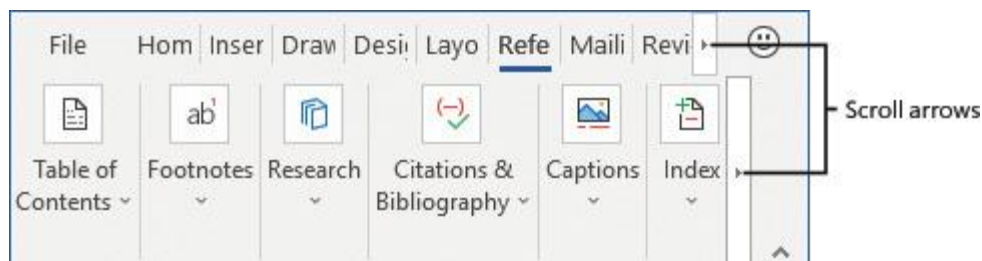 File Hom Inser Draw Desi Layo Refe Maili Revi
Scroll arrows
ab1
Table of Contents
Footnotes
Research
Citations & Bibliography
Captions
Index